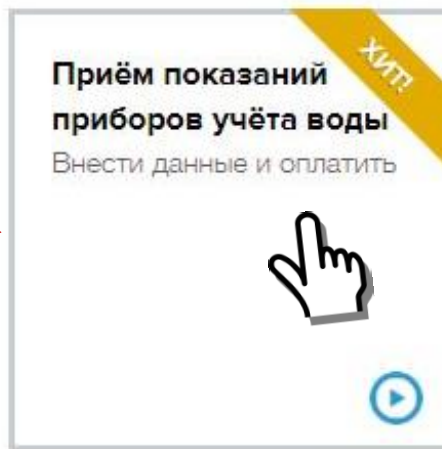 Приём показаний
приборов учёта воды
Внести данные и оплатить
ХИТ!